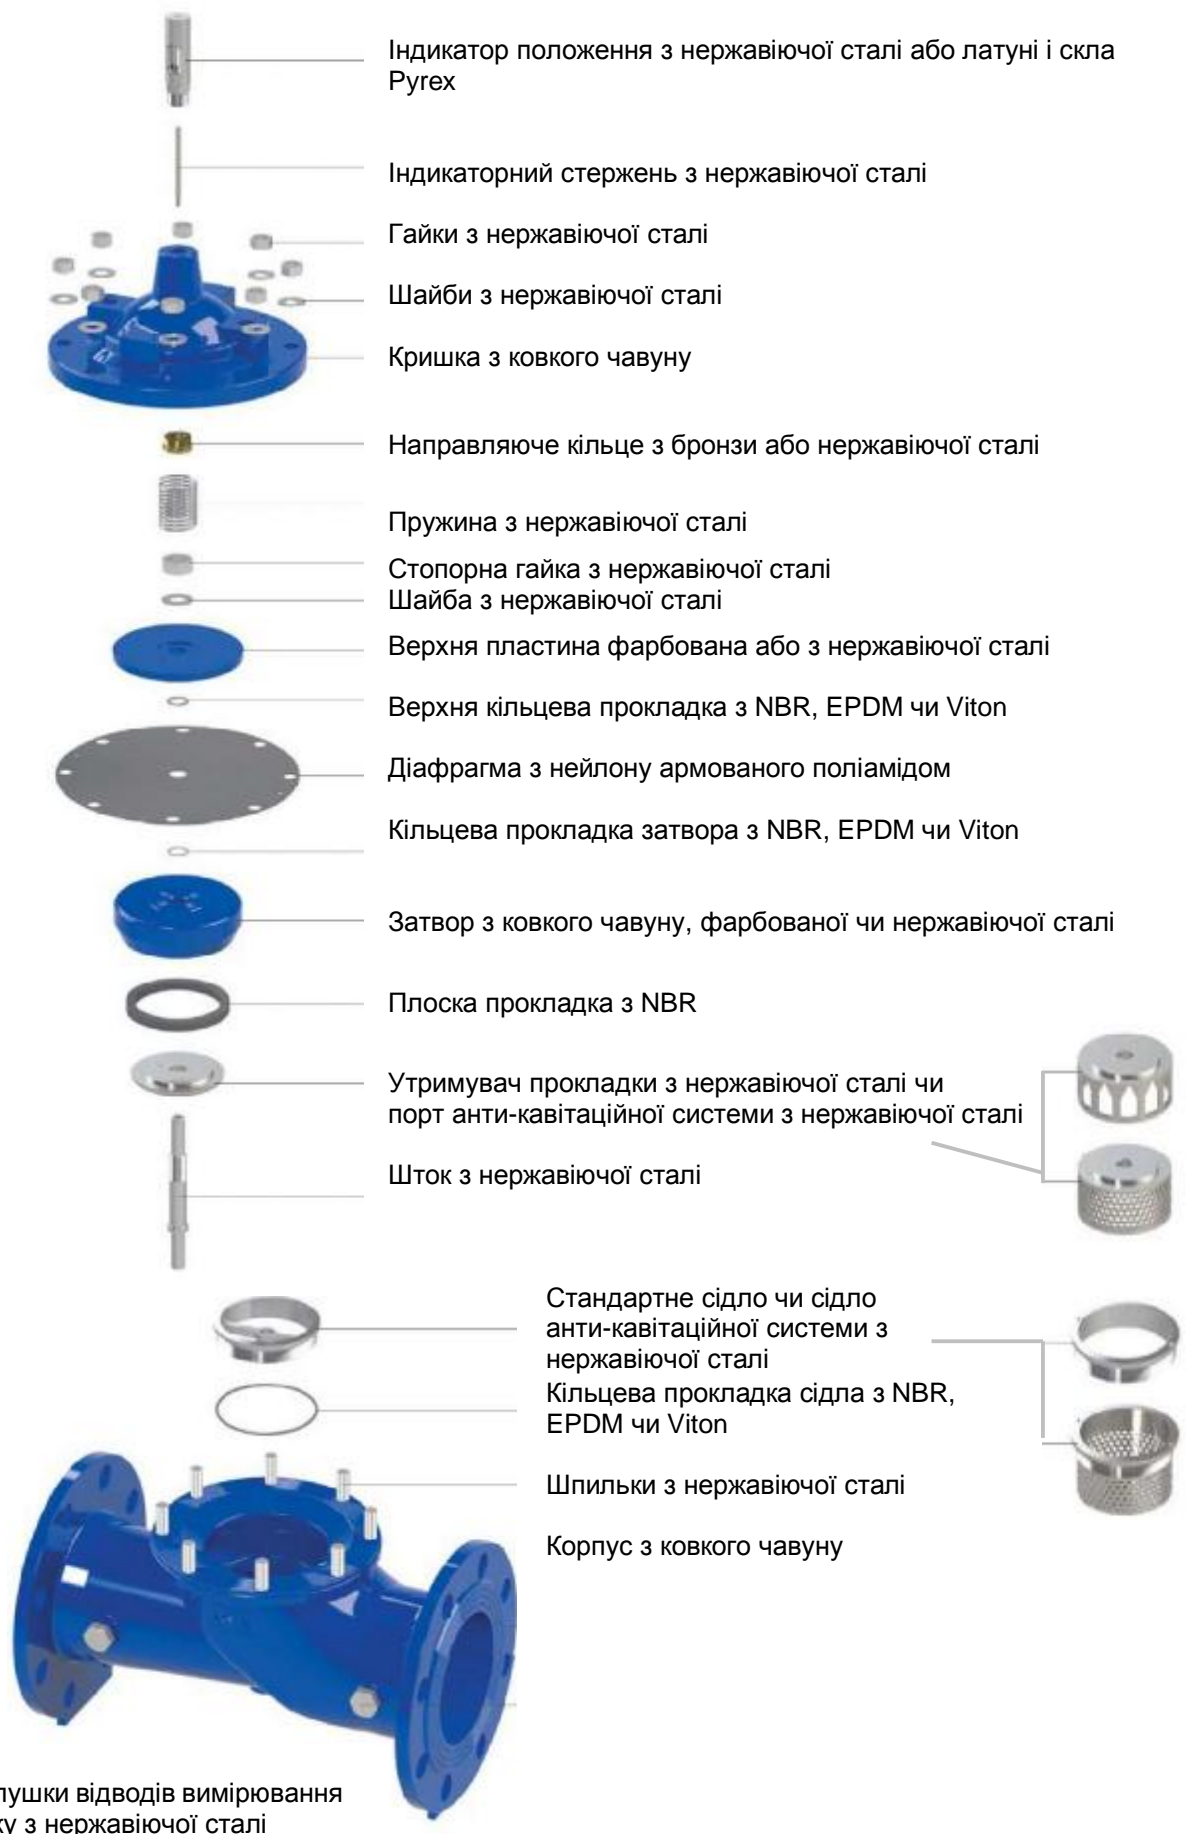 Індикатор положення з нержавіючої сталі або латуні і скла
Pyrex
Індикаторний стержень з нержавіючої сталі
Гайки з нержавіючої сталі
Шайби з нержавіючої сталі
Кришка з ковкого чавуну
Направляюче кільце з бронзи або нержавіючої сталі
Пружина з нержавіючої сталі
Стопорна гайка з нержавіючої сталі
Шайба з нержавіючої сталі
Верхня пластина фарбована або з нержавіючої сталі
Верхня кільцева прокладка з NBR, EPDM чи Viton
Діафрагма з нейлону армованого поліамідом
Кільцева прокладка затвора з NBR, EPDM чи Viton
Затвор з ковкого чавуну, фарбованої чи нержавіючої сталі
Плоска прокладка з NBR
Утримувач прокладки з нержавіючої сталі чи
порт анти-кавітаційної системи з нержавіючої сталі
Шток з нержавіючої сталі
Стандартне сідло чи сідло
анти-кавітаційної системи з
нержавіючої сталі
Кільцева прокладка сідла з NBR,
EPDM чи Viton
Шпильки з нержавіючої сталі
Корпус з ковкого чавуну
відводів вимірювання
з нержавіючої сталі